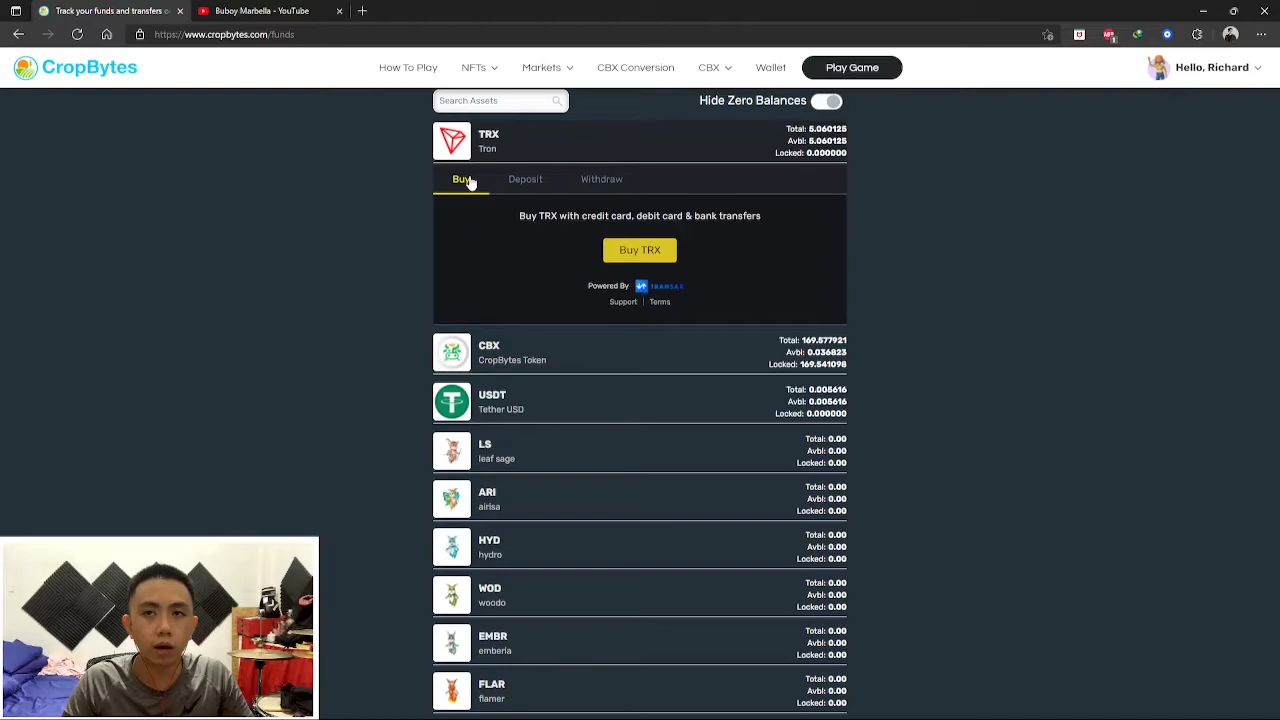 Track your funds and transfers o
Buboy Marbella - YouTube
https://www.cropbytes.com/funds
CropBytes
How To Play
NFTs
Markets
CBX Conversion
CBX
Wallet
Play Game
Hello, Richard
Search Assets
Hide Zero Balances
TRX
Tron
Total: 5.060125
Avbl: 5.060125
Locked: 0.000000
Buy
Deposit
Withdraw
Buy TRX with credit card, debit card & bank transfers
Buy TRX
Powered By
TRANSAK
Support | Terms
CBX
CropBytes Token
Total: 169.577921
Avbl: 0.036823
Locked: 169.541098
USDT
Tether USD
Total: 0.005616
Avbl: 0.005616
Locked: 0.000000
LS
leaf sage
Total: 0.00
Avbl: 0.00
Locked: 0.00
ARI
airisa
Total: 0.00
Avbl: 0.00
Locked: 0.00
HYD
hydro
Total: 0.00
Avbl: 0.00
Locked: 0.00
WOD
woodo
Total: 0.00
Avbl: 0.00
Locked: 0.00
EMBR
emberia
Total: 0.00
Avbl: 0.00
Locked: 0.00
FLAR
flamer
Total: 0.00
Avbl: 0.00
Locked: 0.00